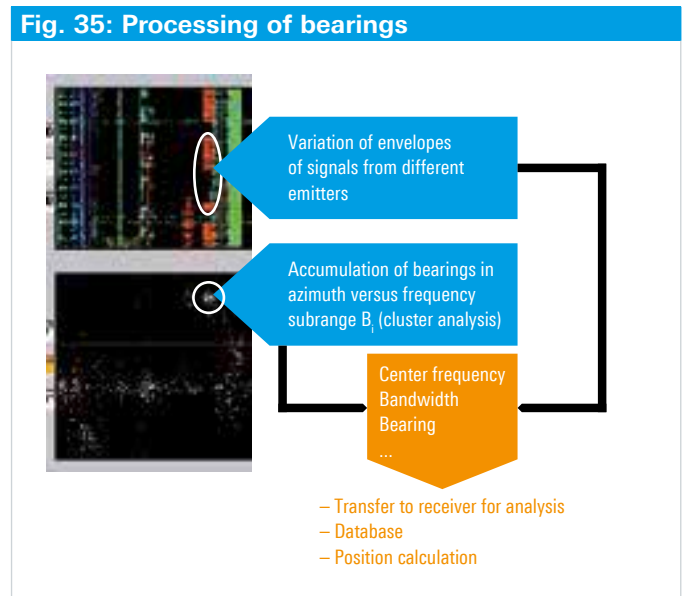 Fig. 35: Processing of bearings
Variation of envelopes
of signals from different
emitters
Accumulation of bearings in
azimuth versus frequency
subrange Bi (cluster analysis)
Center frequency
Bandwidth
Bearing
...
– Transfer to receiver for analysis
– Database
– Position calculation